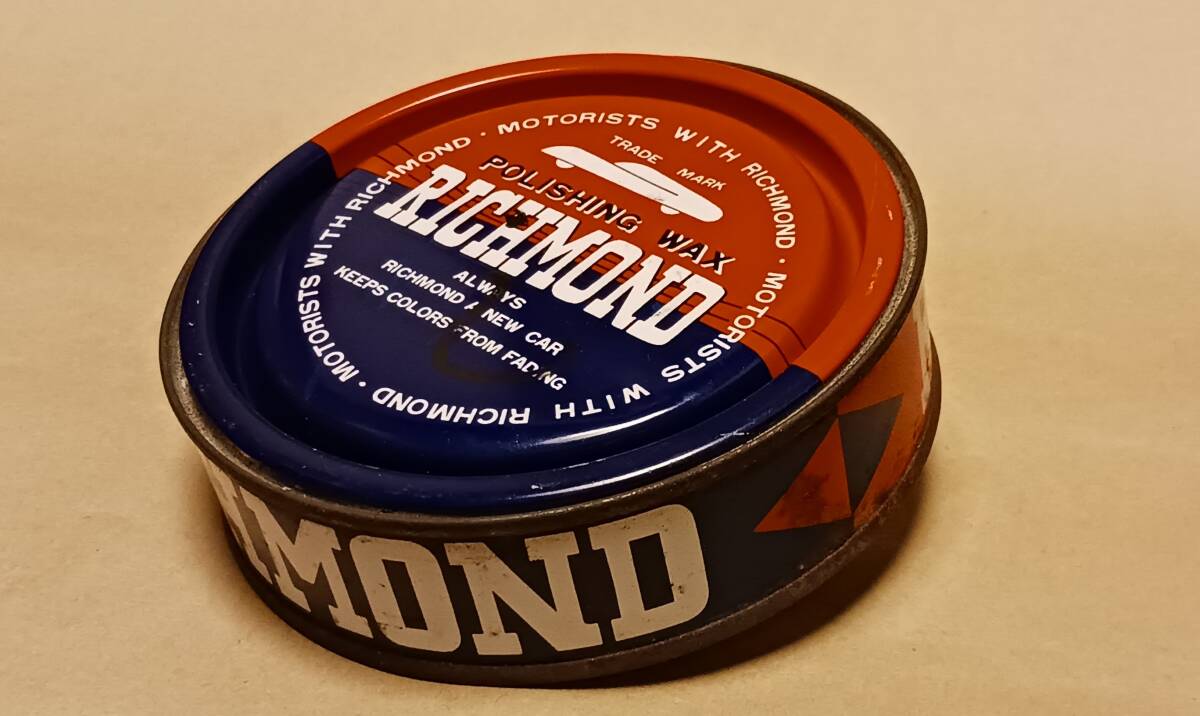 MOTORISTS WITH RICHMOND · MOTORISTS WITH RICHMOND · MOTORISTS WITH RICHMOND ·
TRADE MARK
POLISHING WAX
RICHMOND
ALWAYS
RICHMOND A NEW CAR
KEEPS COLORS FROM FADING
HMOND